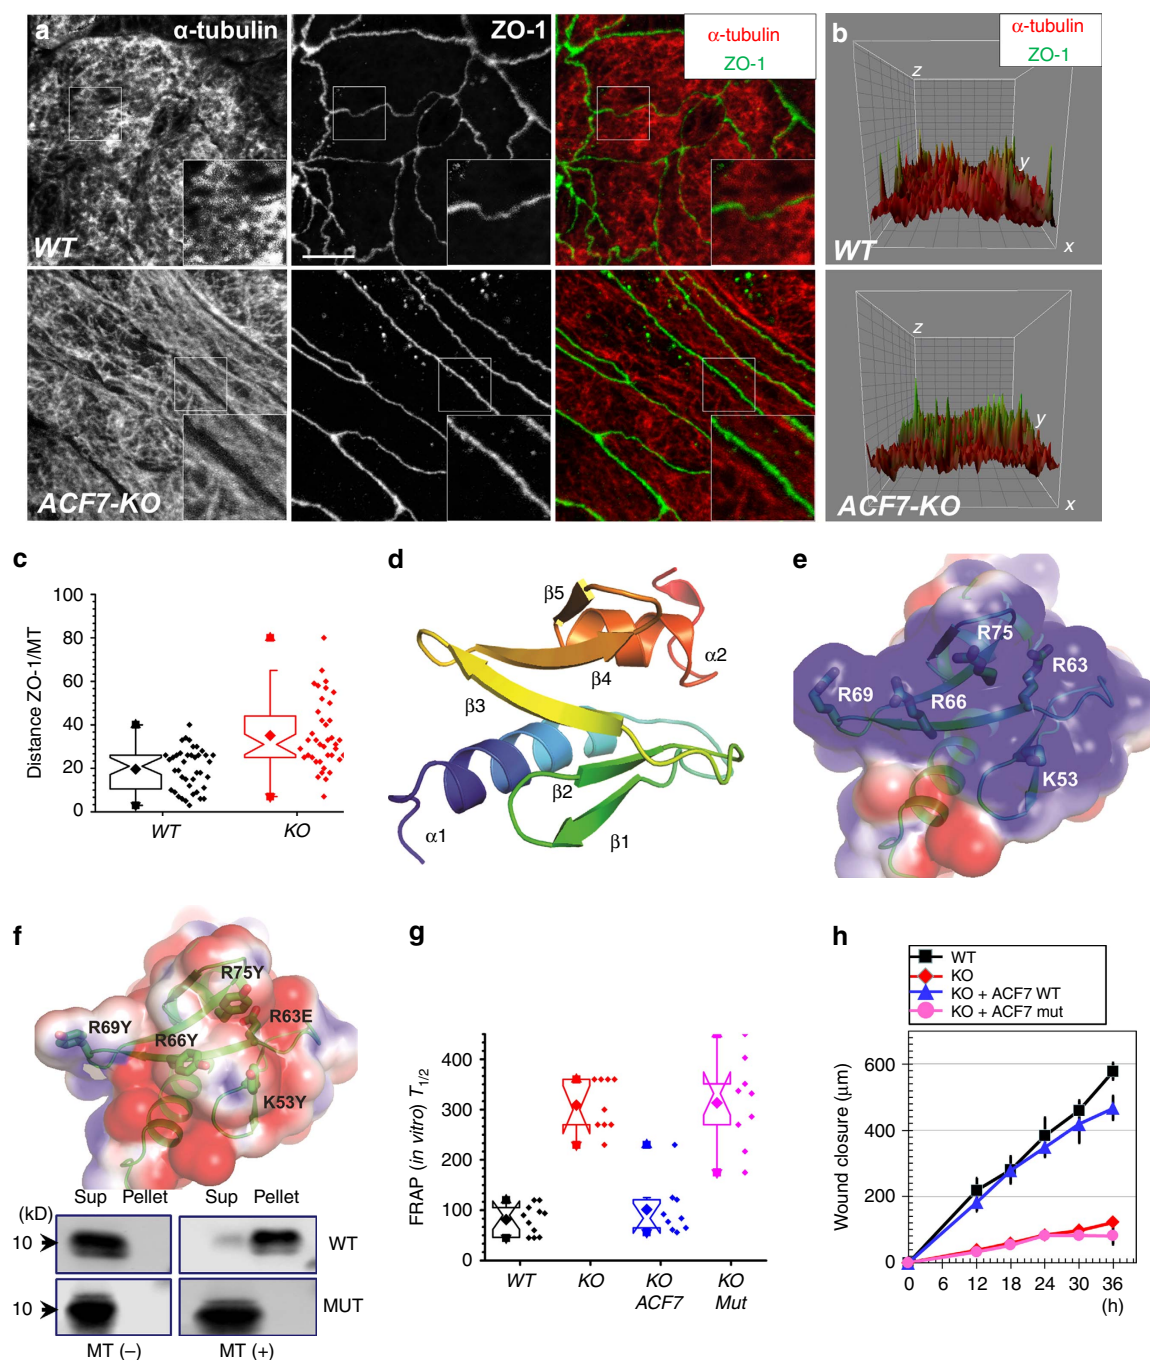 a
α-tubulin
ZO-1
α-tubulin
ZO-1
WT
ACF7-KO
b
α-tubulin
ZO-1
z
y
x
WT
z
y
x
ACF7-KO
c
Distance ZO-1/MT
100
80
60
40
20
0
WT
KO
d
β5
α2
β4
β3
β2
α1
β1
e
R75
R63
R69
R66
K53
f
R75Y
R69Y
R63E
R66Y
K53Y
Sup Pellet Sup Pellet
(kD)
10
WT
10
MUT
MT (–) MT (+)
g
FRAP (in vitro) T1/2
400
300
200
100
0
WT KO KO KO
ACF7 Mut
h
WT
KO
KO + ACF7 WT
KO + ACF7 mut
Wound closure (μm)
600
400
200
0
0 6 12 18 24 30 36
(h)